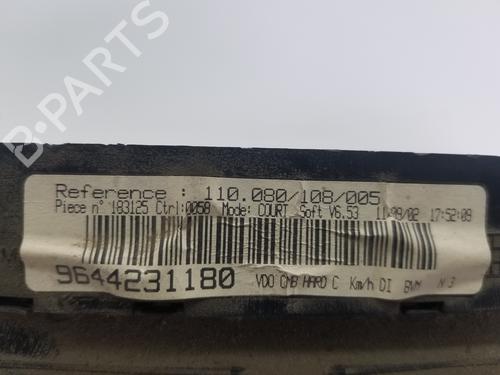 B-PARTS
Reference : 110.080/108/005
Piece n° 183125 Ctrl:0058 Mode: COURT Soft V6.53 11/09/02 17:52:09
9644231180 VDO CMB HARD C Km/h DI BVM N 3